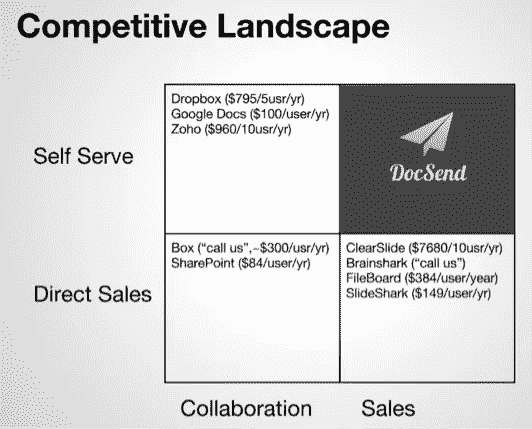 Competitive Landscape
Self Serve
Dropbox ($795/5usr/yr)
Google Docs ($100/user/yr)
Zoho ($960/10usr/yr)
DocSend
Direct Sales
Box ("call us",~$300/usr/yr)
SharePoint ($84/user/yr)
ClearSlide ($7680/10usr/yr)
Brainshark ("call us")
FileBoard ($384/user/year)
SlideShark ($149/user/yr)
Collaboration
Sales